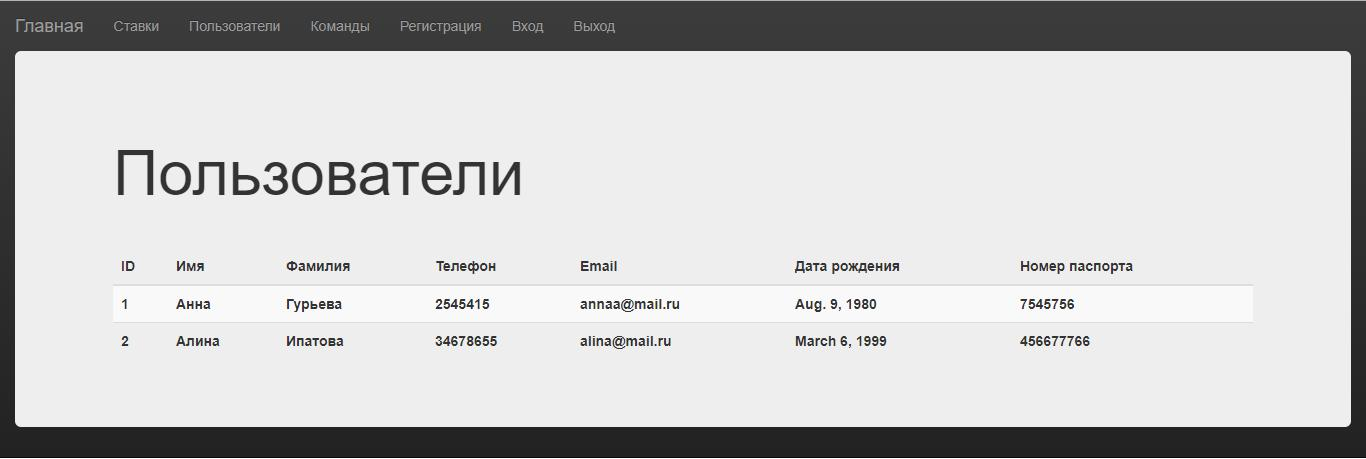 Главная Ставки Пользователи Команды Регистрация Вход Выход
Пользователи
ID Имя Фамилия Телефон Email Дата рождения Номер паспорта
1 Анна Гурьева 2545415 annaa@mail.ru Aug. 9, 1980 7545756
2 Алина Ипатова 34678655 alina@mail.ru March 6, 1999 456677766